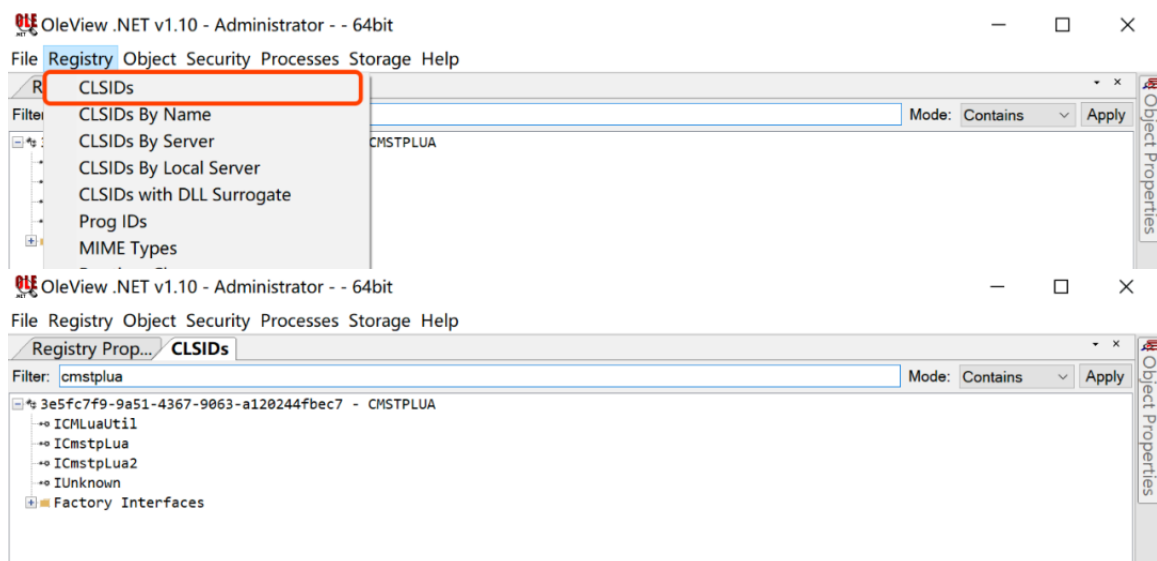 OleView .NET v1.10 - Administrator - - 64bit
File Registry Object Security Processes Storage Help
R
CLSIDs
Filter
CLSIDs By Name
Mode: Contains Apply
CLSIDs By Server
CMSTPLUA
CLSIDs By Local Server
CLSIDs with DLL Surrogate
Prog IDs
MIME Types
Object Properties
OleView .NET v1.10 - Administrator - - 64bit
File Registry Object Security Processes Storage Help
Registry Prop... CLSIDs
Filter: cmstplua Mode: Contains Apply
3e5fc7f9-9a51-4367-9063-a120244fbec7 - CMSTPLUA
ICMLuaUtil
ICmstpLua
ICmstpLua2
IUnknown
Factory Interfaces
Object Properties